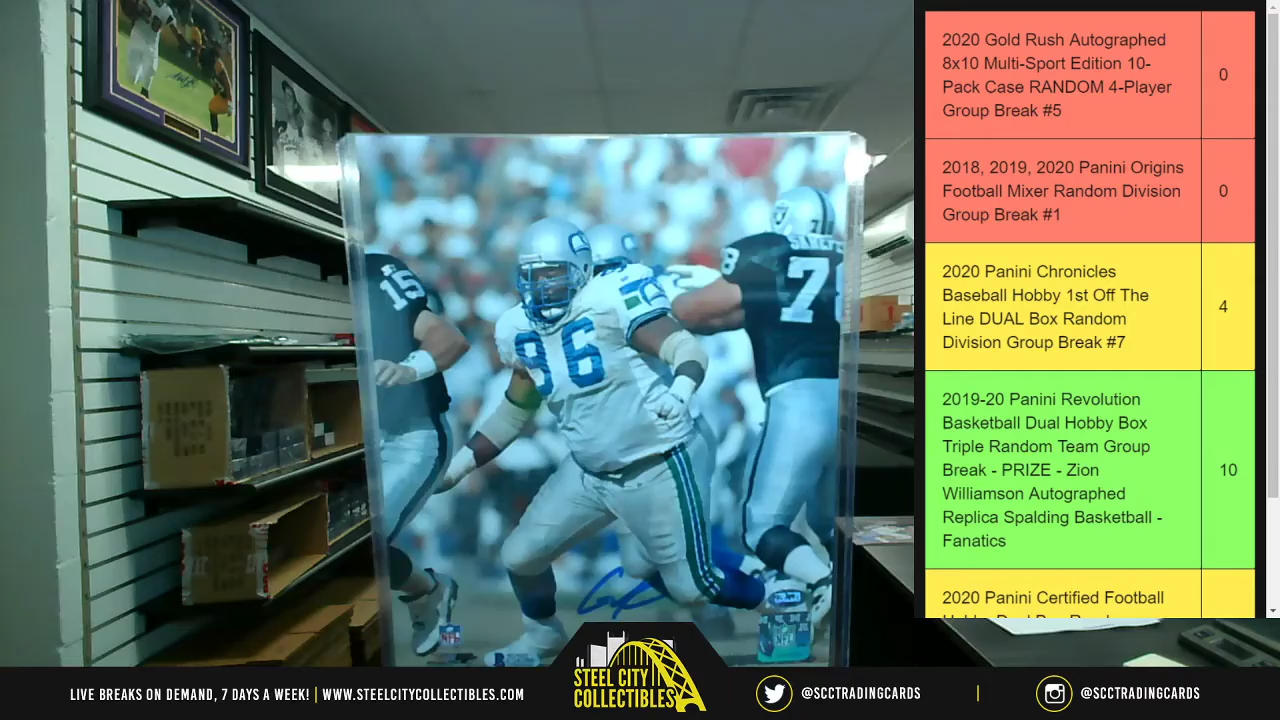 2020 Gold Rush Autographed
8x10 Multi-Sport Edition 10-
Pack Case RANDOM 4-Player
Group Break #5
0
2018, 2019, 2020 Panini Origins
Football Mixer Random Division
Group Break #1
0
2020 Panini Chronicles
Baseball Hobby 1st Off The
Line DUAL Box Random
Division Group Break #7
4
2019-20 Panini Revolution
Basketball Dual Hobby Box
Triple Random Team Group
Break - PRIZE - Zion
Williamson Autographed
Replica Spalding Basketball -
Fanatics
10
2020 Panini Certified Football
15
96
8
78
NFL
NFL
LIVE BREAKS ON DEMAND, 7 DAYS A WEEK! | WWW.STEELCITYCOLLECTIBLES.COM
STEEL CITY
COLLECTIBLES
@SCCTRADINGCARDS
@SCCTRADINGCARDS